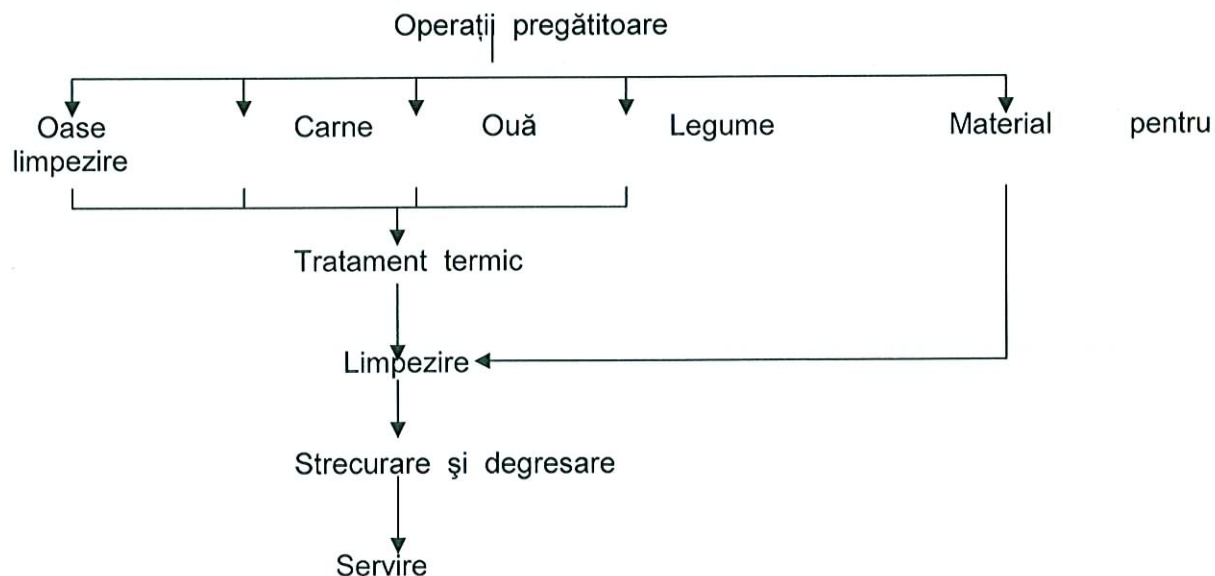 Operații pregătitoare
Oase Carne Ouă Legume Material pentru
limpezire
Tratament termic
Limpezire
Strecurare şi degresare
Servire